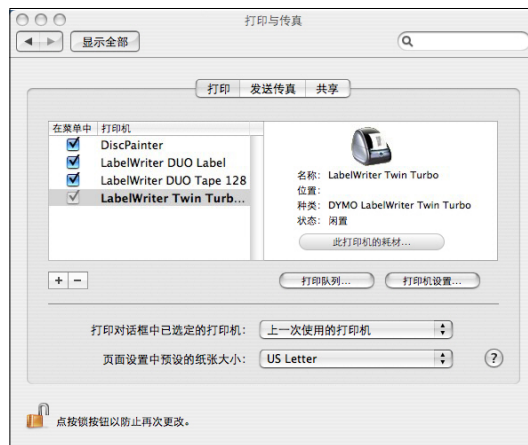 打印与传真
显示全部
打印 发送传真 共享
在菜单中 打印机
DiscPainter
LabelWriter DUO Label
LabelWriter DUO Tape 128
LabelWriter Twin Turb...
名称: LabelWriter Twin Turbo
位置:
种类: DYMO LabelWriter Twin Turbo
状态: 闲置
此打印机的耗材...
+ −
打印队列... 打印机设置...
打印对话框中已选定的打印机: 上一次使用的打印机
页面设置中预设的纸张大小: US Letter ?
点按锁按钮以防止再次更改。